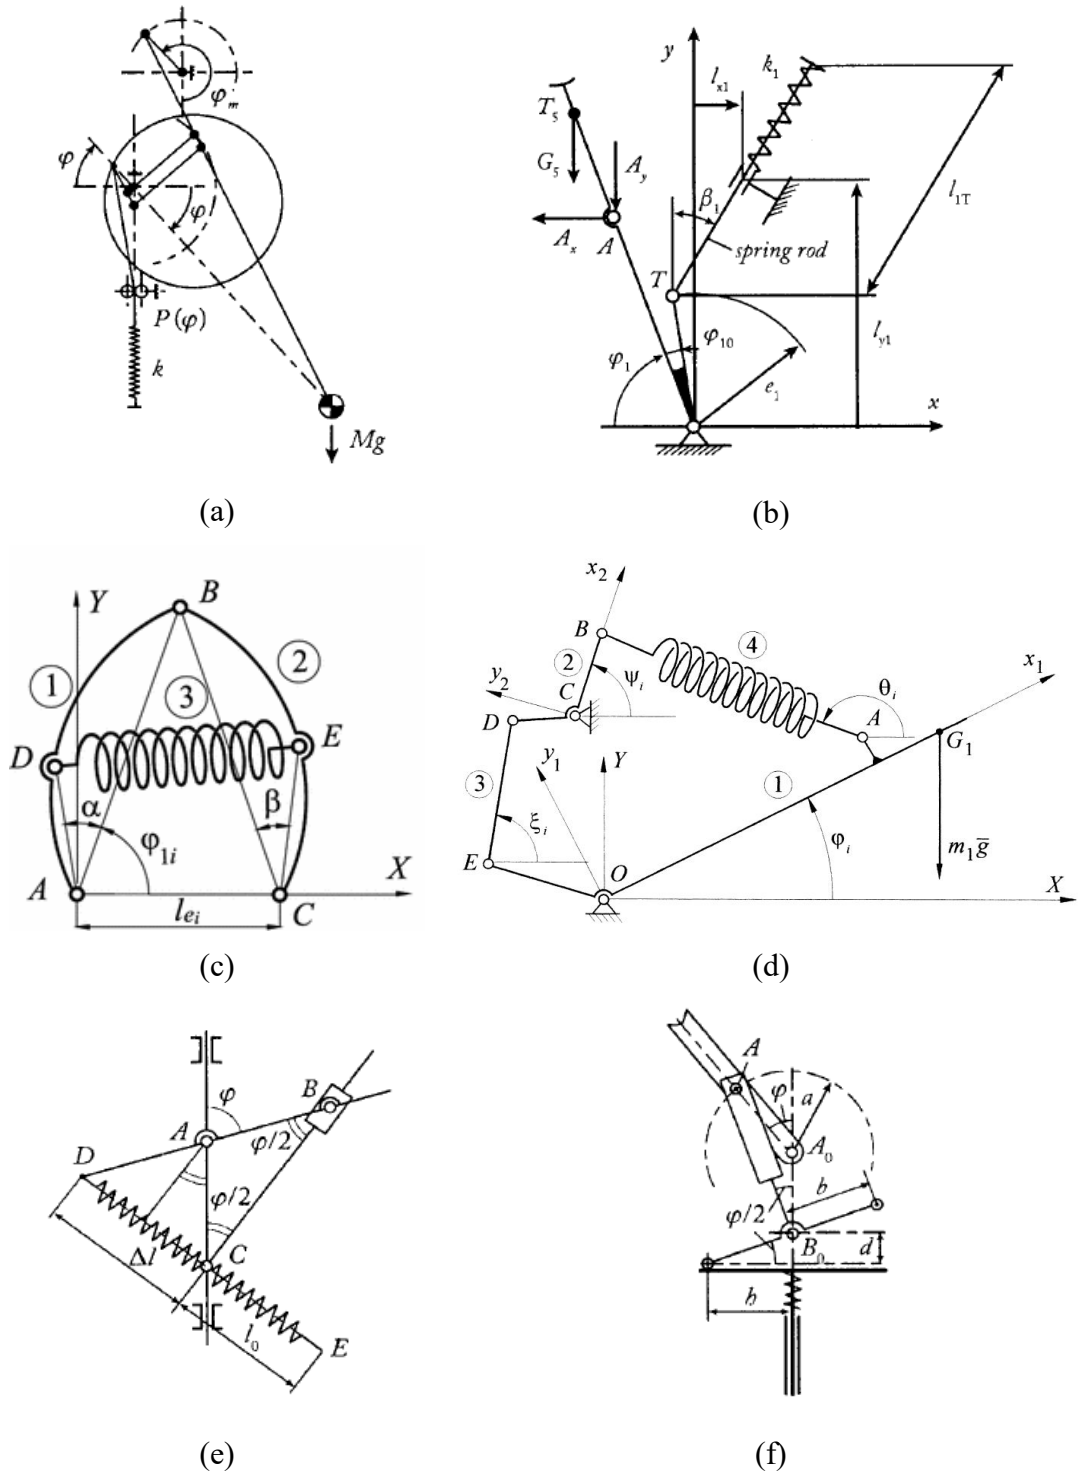 φ_m
φ
φ
P(φ)
k
Mg
(a)
y
l_x1
k_1
T_5
G_5
A_y
β_1
l_1T
A_x
A
spring rod
T
φ_10
l_y1
φ_1
e_1
x
(b)
Y
B
1
2
3
D
E
α
β
φ_1i
A
X
l_ei
C
(c)
x_2
B
4
y_2
2
ψ_i
x_1
C
θ_i
D
A
y_1
Y
G_1
3
1
ξ_i
E
O
φ_i
m_1g̅
X
(d)
φ
B
A
D
φ/2
φ/2
Δl
C
l_0
E
(e)
A
φ
a
A_0
b
φ/2
B_0
d
h
(f)